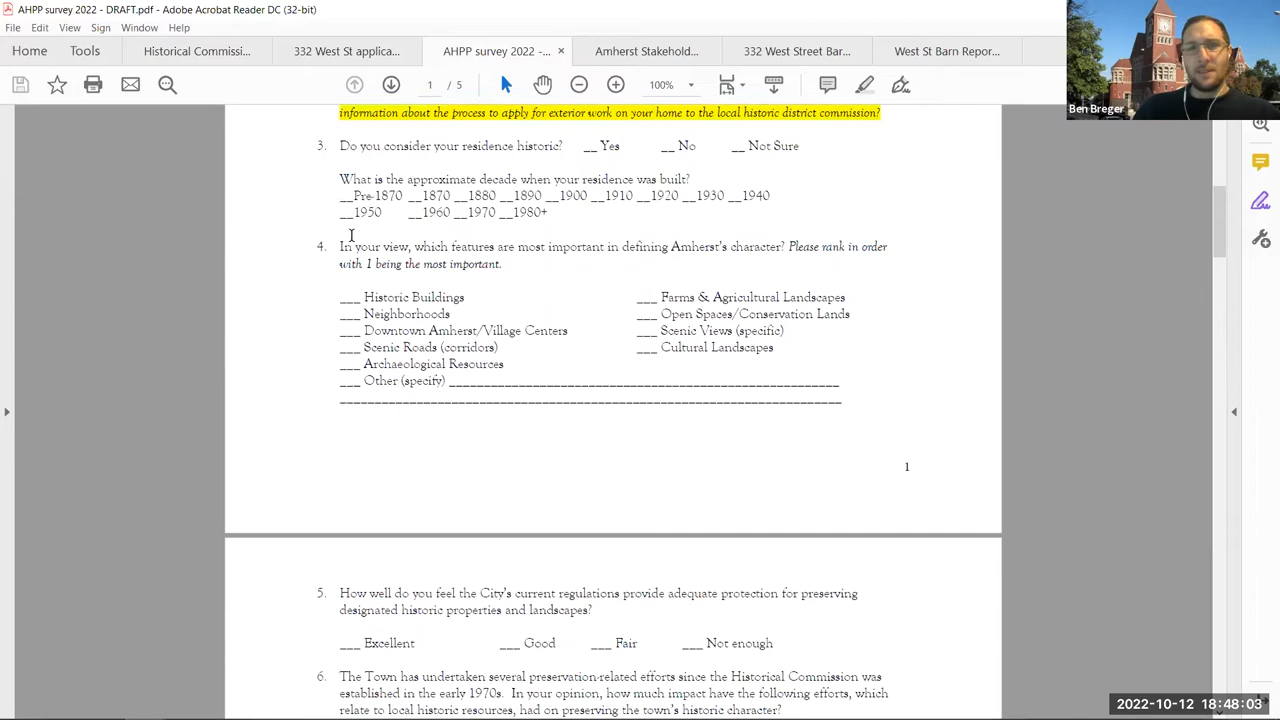 AHPP survey 2022 - DRAFT.pdf - Adobe Acrobat Reader DC (32-bit)
File Edit View Sign Window Help
Home Tools Historical Commissi... 332 West St applica... AHPP survey 2022 -... × Amherst Stakehold... 332 West Street Bar... West St Barn Repor...
1 / 5 100%
Ben Breger
information about the process to apply for exterior work on your home to the local historic district commission?
3. Do you consider your residence historic? __ Yes __ No __ Not Sure
What is the approximate decade when your residence was built?
__Pre-1870 __1870 __1880 __1890 __1900 __1910 __1920 __1930 __1940
__1950 __1960 __1970 __1980+
4. In your view, which features are most important in defining Amherst's character? Please rank in order
with 1 being the most important.
___ Historic Buildings ___ Farms & Agricultural Landscapes
___ Neighborhoods ___ Open Spaces/Conservation Lands
___ Downtown Amherst/Village Centers ___ Scenic Views (specific)
___ Scenic Roads (corridors) ___ Cultural Landscapes
___ Archaeological Resources
___ Other (specify) ______________________________________________________
______________________________________________________________________
1
5. How well do you feel the City's current regulations provide adequate protection for preserving
designated historic properties and landscapes?
___ Excellent ___ Good ___ Fair ___ Not enough
6. The Town has undertaken several preservation-related efforts since the Historical Commission was
established in the early 1970s. In your opinion, how much impact have the following efforts, which
relate to local historic resources, had on preserving the town's historic character?
2022-10-12 18:48:03